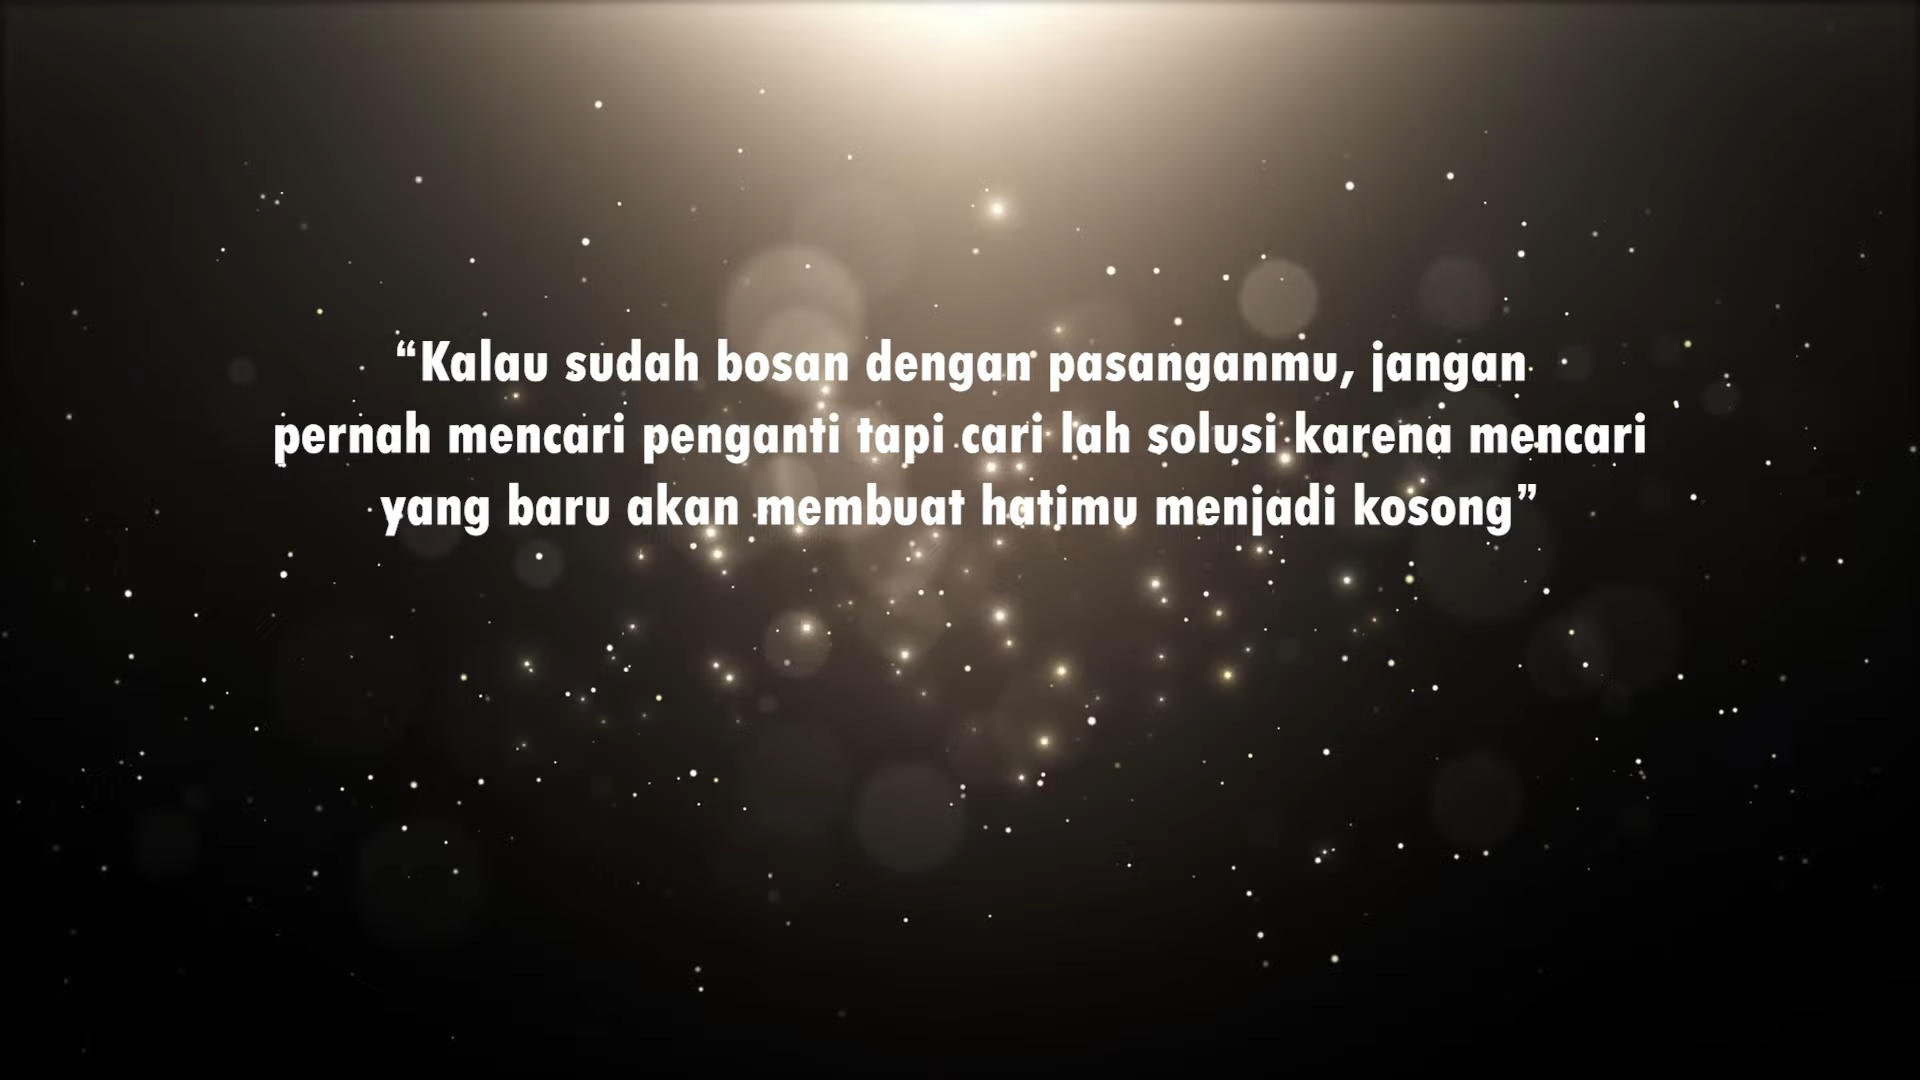 “Kalau sudah bosan dengan pasanganmu, jangan
pernah mencari penganti tapi cari lah solusi karena mencari
yang baru akan membuat hatimu menjadi kosong”